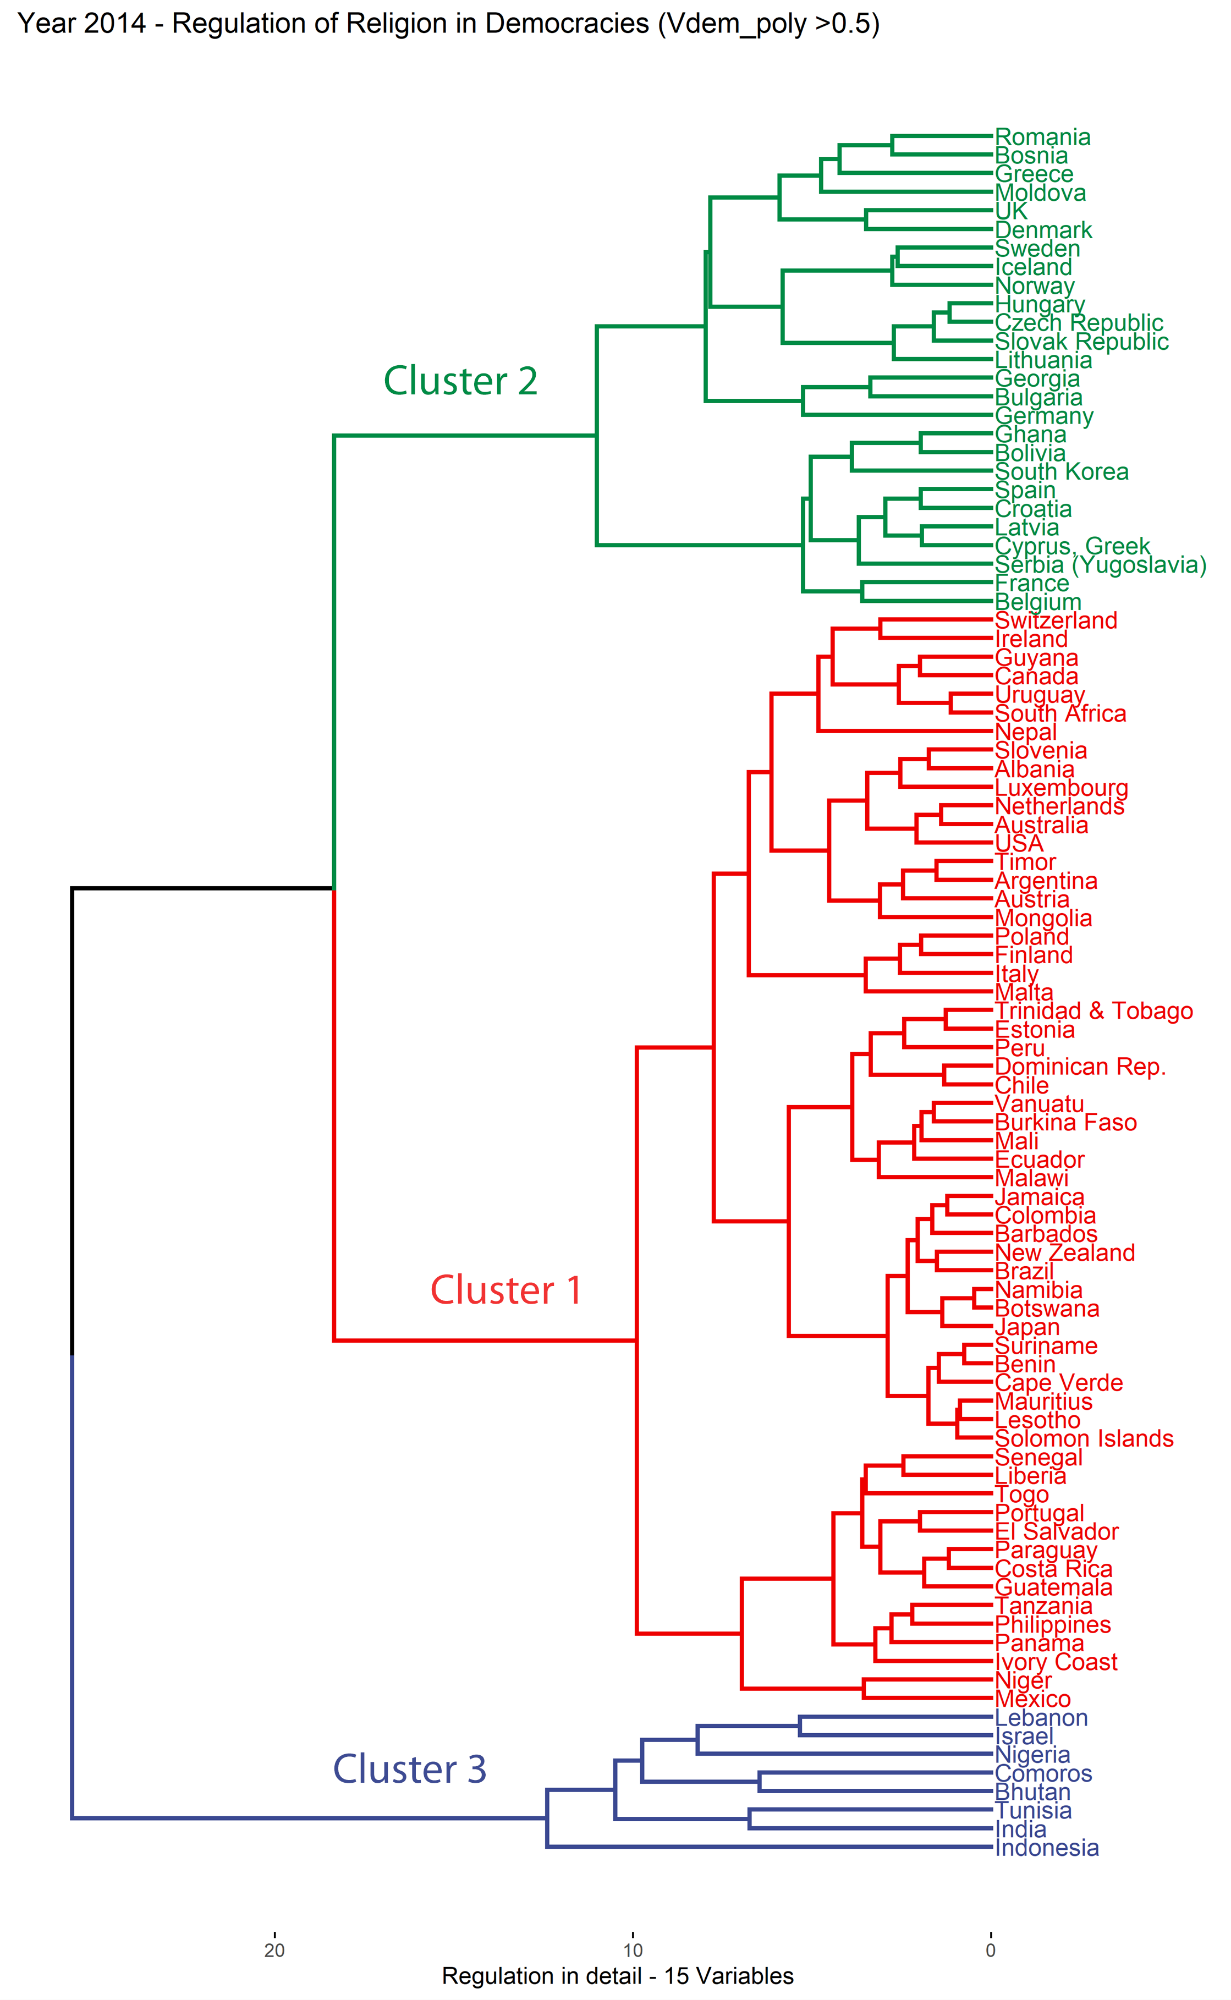 Year 2014 - Regulation of Religion in Democracies (Vdem_poly >0.5)
Romania
Bosnia
Greece
Moldova
UK
Denmark
Sweden
Iceland
Norway
Hungary
Czech Republic
Slovak Republic
Lithuania
Georgia
Cluster 2
Bulgaria
Germany
Ghana
Bolivia
South Korea
Spain
Croatia
Latvia
Cyprus, Greek
Serbia (Yugoslavia)
France
Belgium
Switzerland
Ireland
Guyana
Canada
Uruguay
South Africa
Nepal
Slovenia
Albania
Luxembourg
Netherlands
Australia
USA
Timor
Argentina
Austria
Mongolia
Poland
Finland
Italy
Malta
Trinidad & Tobago
Estonia
Peru
Dominican Rep.
Chile
Vanuatu
Burkina Faso
Mali
Ecuador
Malawi
Jamaica
Colombia
Barbados
New Zealand
Brazil
Cluster 1
Namibia
Botswana
Japan
Suriname
Benin
Cape Verde
Mauritius
Lesotho
Solomon Islands
Senegal
Liberia
Togo
Portugal
El Salvador
Paraguay
Costa Rica
Guatemala
Tanzania
Philippines
Panama
Ivory Coast
Niger
Mexico
Lebanon
Israel
Nigeria
Cluster 3
Comoros
Bhutan
Tunisia
India
Indonesia
20 10 0
Regulation in detail - 15 Variables